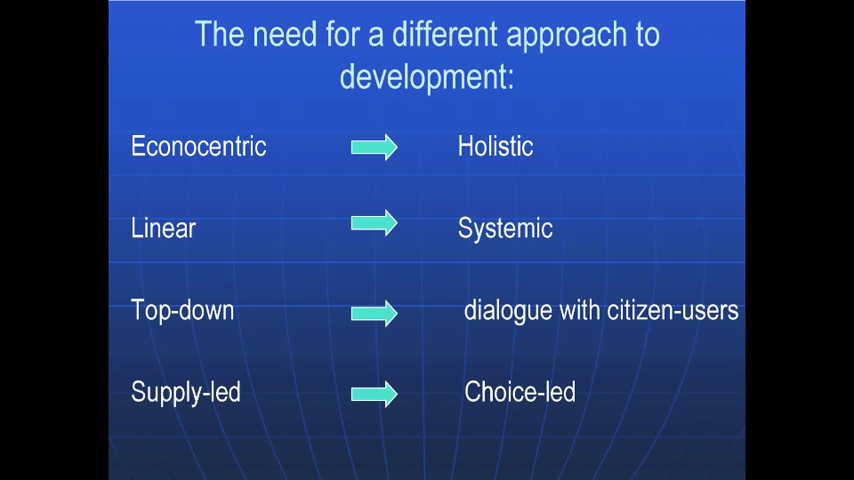 The need for a different approach to
development:
Econocentric Holistic
Linear Systemic
Top-down dialogue with citizen-users
Supply-led Choice-led